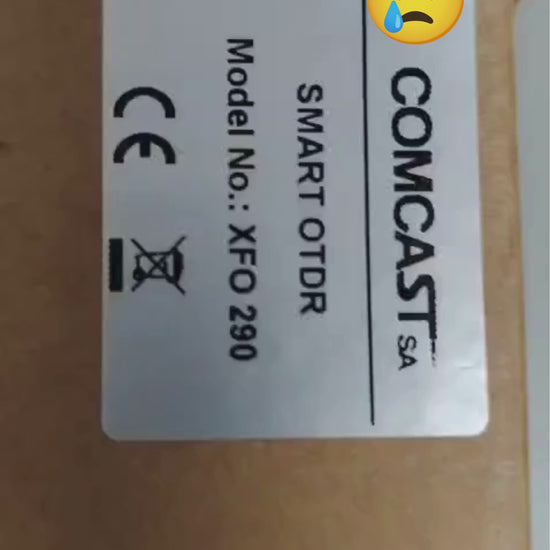 COMCAST SA
SMART OTDR
Model No.: XFO 290
CE